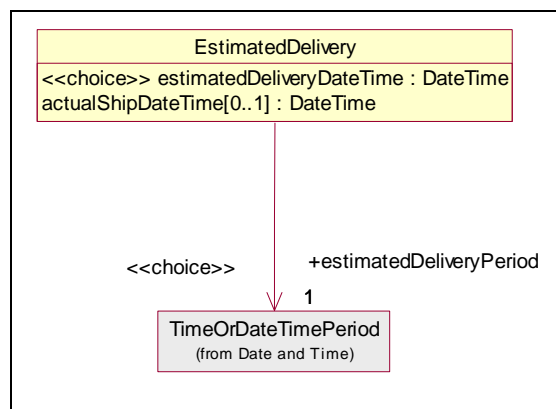 EstimatedDelivery
<<choice>> estimatedDeliveryDateTime : DateTime
actualShipDateTime[0..1] : DateTime
<<choice>>
+estimatedDeliveryPeriod
1
TimeOrDateTimePeriod
(from Date and Time)